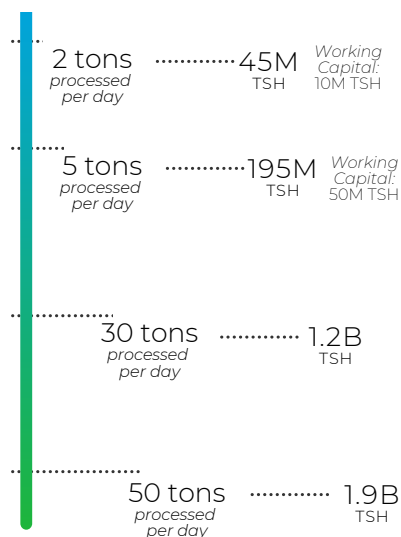 2 tons
processed
per day
45M
TSH
Working
Capital:
10M TSH
5 tons
processed
per day
195M
TSH
Working
Capital:
50M TSH
30 tons
processed
per day
1.2B
TSH
50 tons
processed
per day
1.9B
TSH